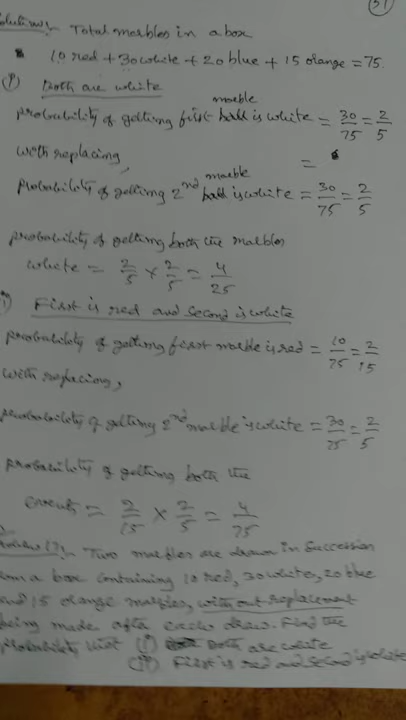 31
Solution:- Total marbles in a box
10 red + 30 white + 20 blue + 15 orange = 75.
(i) Both are white
marble
probability of getting first ball is white = 30/75 = 2/5
with replacing, =
marble
probability of getting 2nd ball is white = 30/75 = 2/5
probability of getting both the marbles
white = 2/5 × 2/5 = 4/25
First is red and second is white
probability of getting first marble is red = 10/75 = 2/15
with replacing,
probability of getting 2nd marble is white = 30/75 = 2/5
probability of getting both the
events = 2/15 × 2/5 = 4/75
Two marbles are drawn in succession
from a box containing 10 red, 30 white, 20 blue
and 15 orange marbles, without replacement
being made after each draw. Find the
probability that (i) Both are white
(ii) First is red and second is white